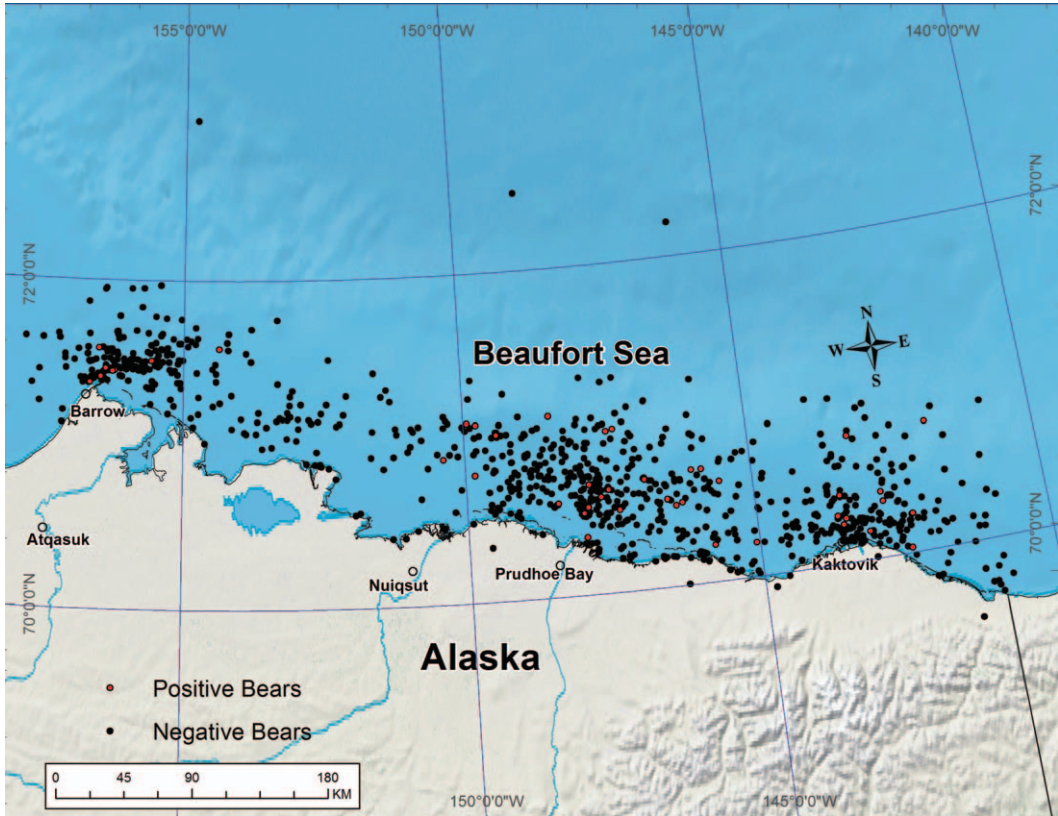 155°0'0"W
150°0'0"W
145°0'0"W
140°0'0"W
72°0'0"N
72°0'0"N
N
W
E
S
Beaufort Sea
Barrow
Atqasuk
Nuiqsut
Prudhoe Bay
Kaktovik
70°0'0"N
70°0'0"N
Alaska
Positive Bears
Negative Bears
0 45 90 180
KM
150°0'0"W
145°0'0"W